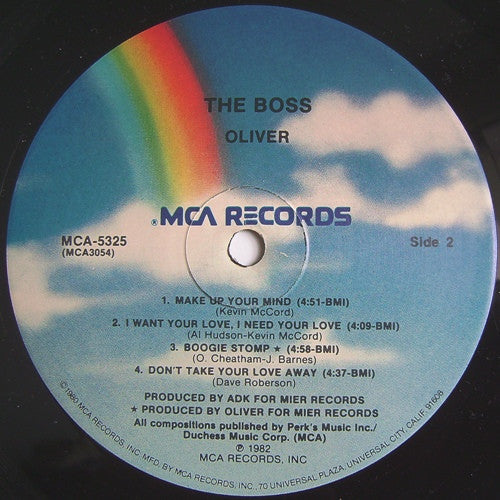 THE BOSS
OLIVER
® MCA RECORDS
MCA-5325
(MCA3054)
Side 2
1. MAKE UP YOUR MIND (4:51-BMI)
(Kevin McCord)
2. I WANT YOUR LOVE, I NEED YOUR LOVE (4:09-BMI)
(Al Hudson-Kevin McCord)
3. BOOGIE STOMP ★ (4:58-BMI)
(O. Cheatham-J. Barnes)
4. DON'T TAKE YOUR LOVE AWAY (4:37-BMI)
(Dave Roberson)
PRODUCED BY ADK FOR MIER RECORDS
★ PRODUCED BY OLIVER FOR MIER RECORDS
All compositions published by Perk's Music Inc./
Duchess Music Corp. (MCA)
℗ 1982
MCA RECORDS, INC
©1980 MCA RECORDS, INC. MFD. BY MCA RECORDS, INC., 70 UNIVERSAL PLAZA, UNIVERSAL CITY, CALIF. 91608